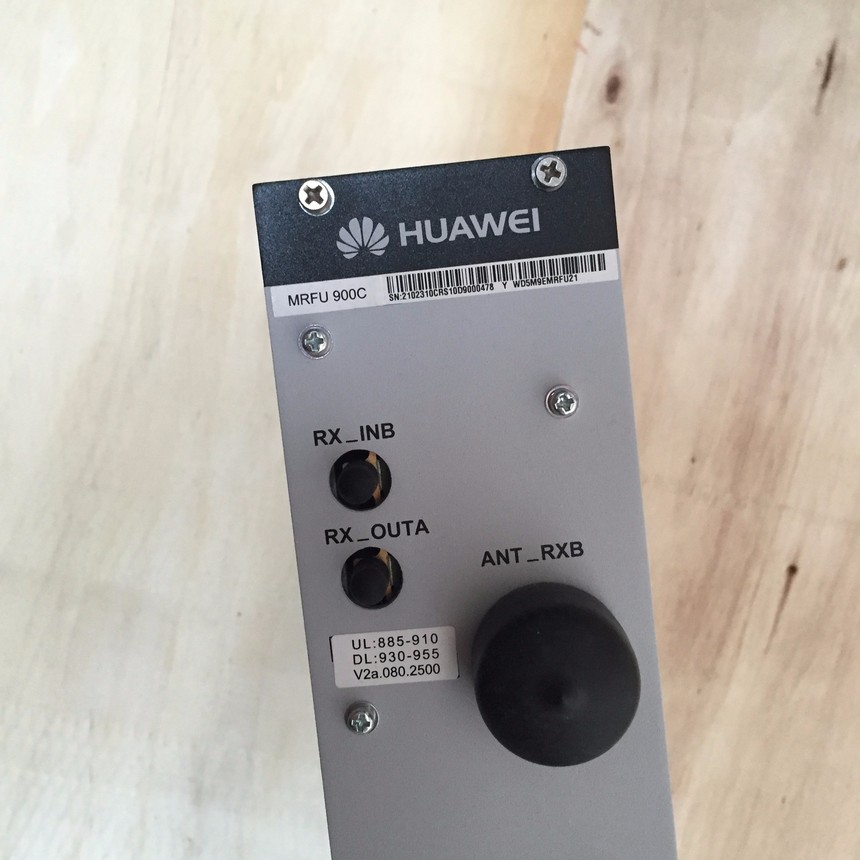 HUAWEI
MRFU 900C
SN:2102310CRS10D9000478 Y WD5M9EMRFU21
RX_INB
RX_OUTA
ANT_RXB
UL:885-910
DL:930-955
V2a.080.2500